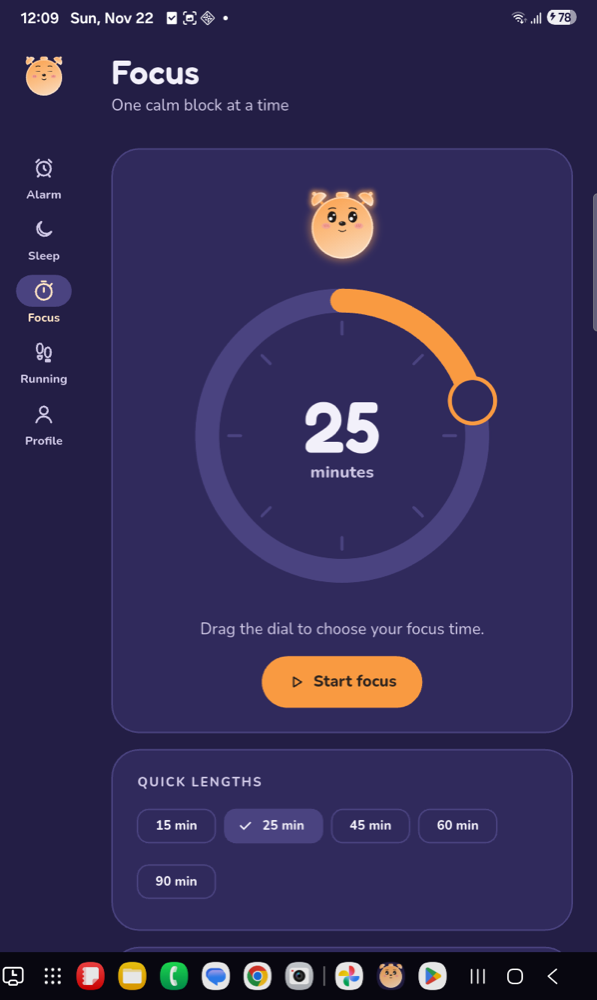 12:09 Sun, Nov 22
78
Focus
One calm block at a time
Alarm
Sleep
Focus
Running
Profile
25
minutes
Drag the dial to choose your focus time.
Start focus
QUICK LENGTHS
15 min
25 min
45 min
60 min
90 min